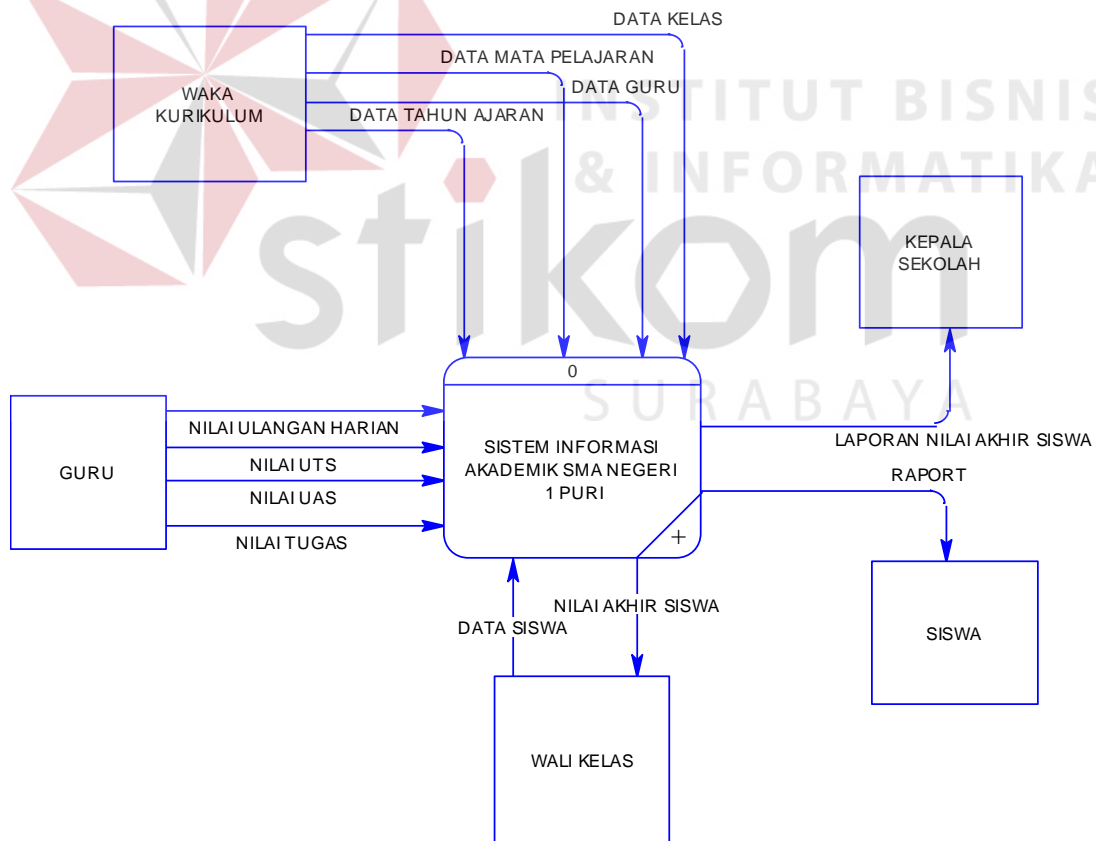 DATA KELAS
DATA MATA PELAJARAN
DATA GURU
DATA TAHUN AJARAN
WAKA
KURIKULUM
INSTITUT BISNIS
& INFORMATIKA
stikom
SURABAYA
KEPALA
SEKOLAH
0
SISTEM INFORMASI
AKADEMIK SMA NEGERI
1 PURI
+
GURU
NILAI ULANGAN HARIAN
NILAI UTS
NILAI UAS
NILAI TUGAS
LAPORAN NILAI AKHIR SISWA
RAPORT
SISWA
NILAI AKHIR SISWA
DATA SISWA
WALI KELAS